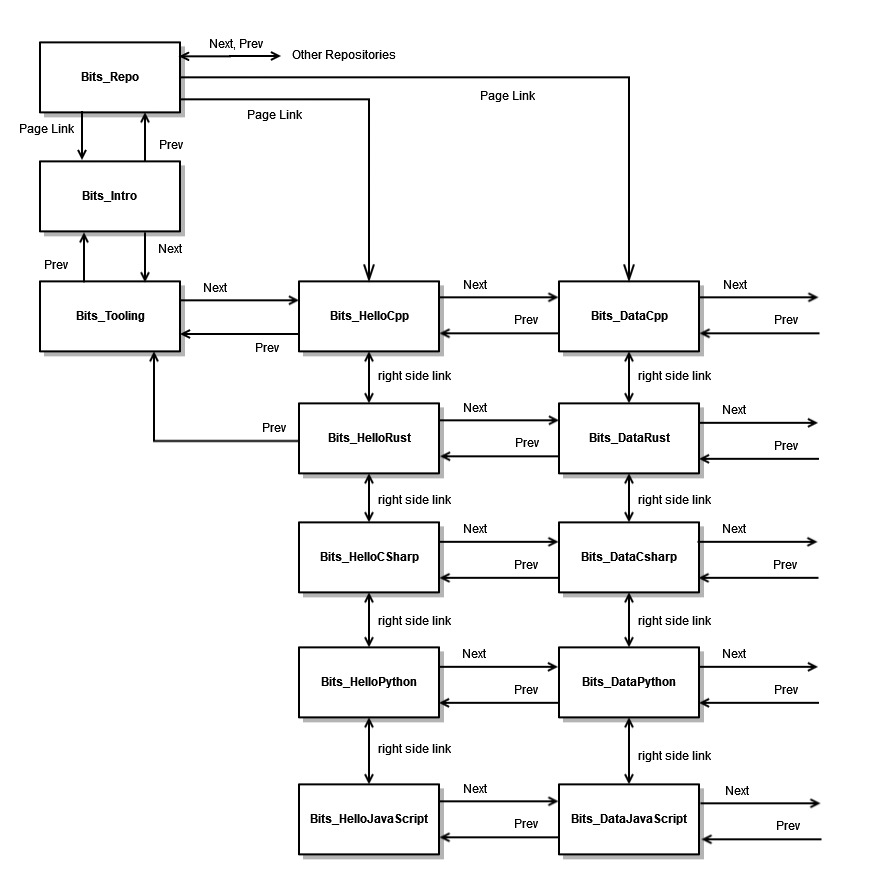 Next, Prev
Other Repositories
Bits_Repo
Page Link
Page Link
Page Link
Prev
Bits_Intro
Prev
Next
Bits_Tooling
Next
Prev
Bits_HelloCpp
Next
Prev
Bits_DataCpp
Next
Prev
right side link
right side link
Prev
Bits_HelloRust
Next
Prev
Bits_DataRust
Next
Prev
right side link
right side link
Bits_HelloCSharp
Next
Prev
Bits_DataCsharp
Next
Prev
right side link
right side link
Bits_HelloPython
Next
Prev
Bits_DataPython
Next
Prev
right side link
right side link
Bits_HelloJavaScript
Next
Prev
Bits_DataJavaScript
Next
Prev